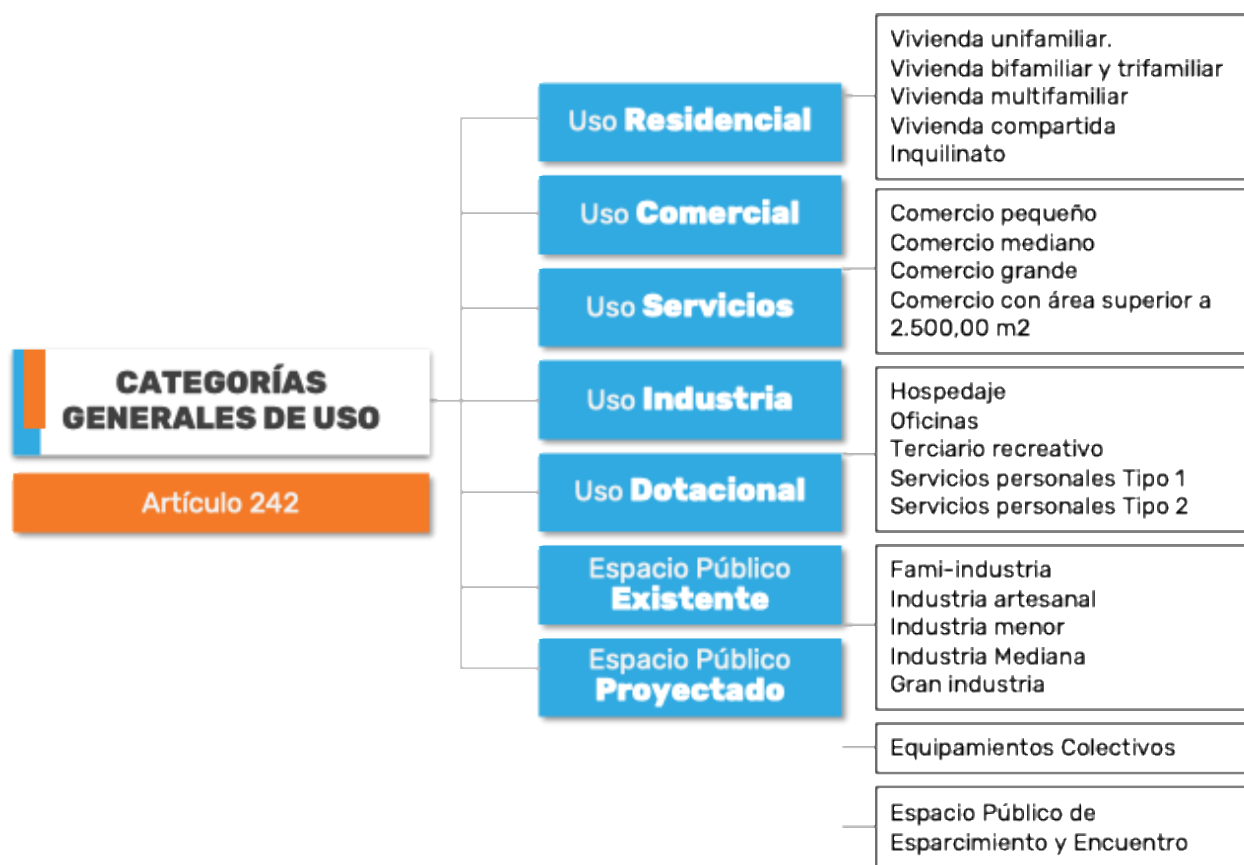 CATEGORÍAS
GENERALES DE USO
Artículo 242
Uso Residencial
Uso Comercial
Uso Servicios
Uso Industria
Uso Dotacional
Espacio Público
Existente
Espacio Público
Proyectado
Vivienda unifamiliar.
Vivienda bifamiliar y trifamiliar
Vivienda multifamiliar
Vivienda compartida
Inquilinato
Comercio pequeño
Comercio mediano
Comercio grande
Comercio con área superior a
2.500,00 m2
Hospedaje
Oficinas
Terciario recreativo
Servicios personales Tipo 1
Servicios personales Tipo 2
Fami-industria
Industria artesanal
Industria menor
Industria Mediana
Gran industria
Equipamientos Colectivos
Espacio Público de
Esparcimiento y Encuentro